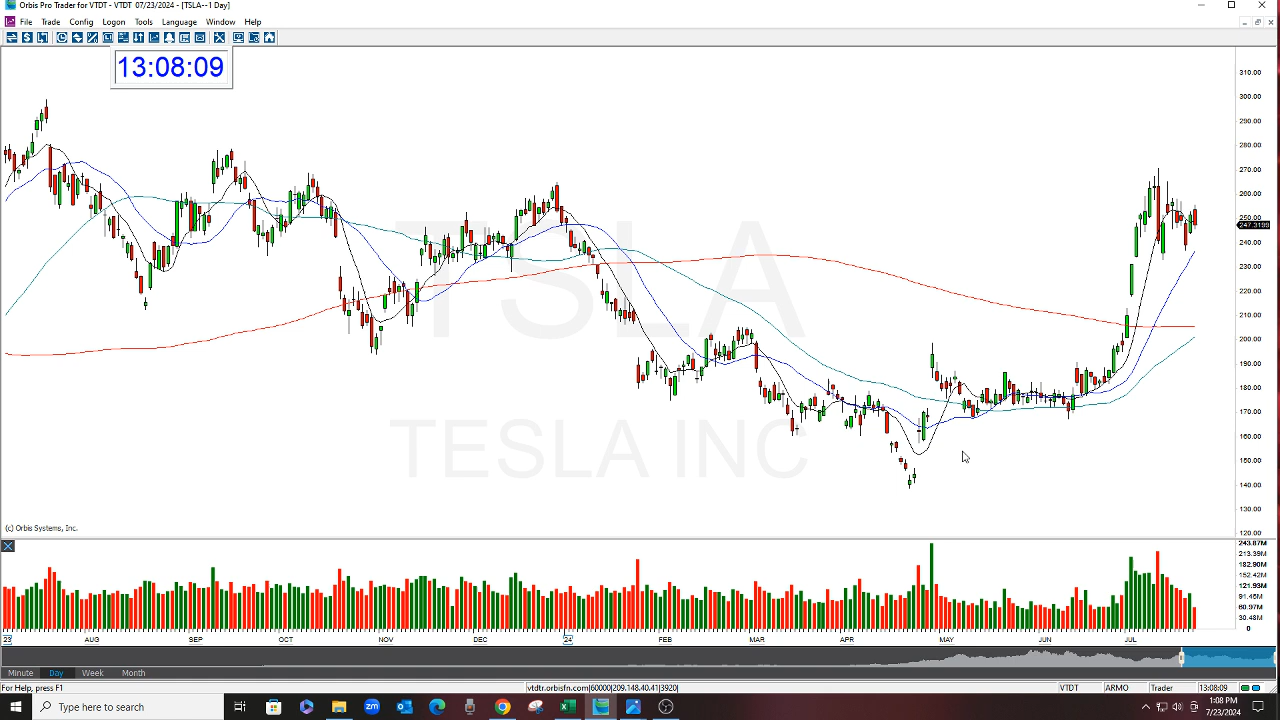 Orbis Pro Trader for VTDT 07/23/2024 - [TSLA--1 Day]
File Trade Config Logon Tools Language Window Help
13:08:09
310.00
300.00
290.00
280.00
270.00
260.00
250.00
247.3199
240.00
230.00
220.00
210.00
200.00
190.00
180.00
170.00
160.00
150.00
140.00
130.00
120.00
TSLA
TESLA INC
(c) Orbis Systems, Inc.
243.87M
213.39M
182.90M
152.42M
121.93M
91.45M
60.97M
30.48M
0
23 AUG SEP OCT NOV DEC 24 FEB MAR APR MAY JUN JUL
Minute Day Week Month
For Help, press F1 vtdtr.orbisfn.com|60000|209.148.40.41|3920| VTDT ARMO Trader 13:08:09
Type here to search
zm
1:08 PM
7/23/2024